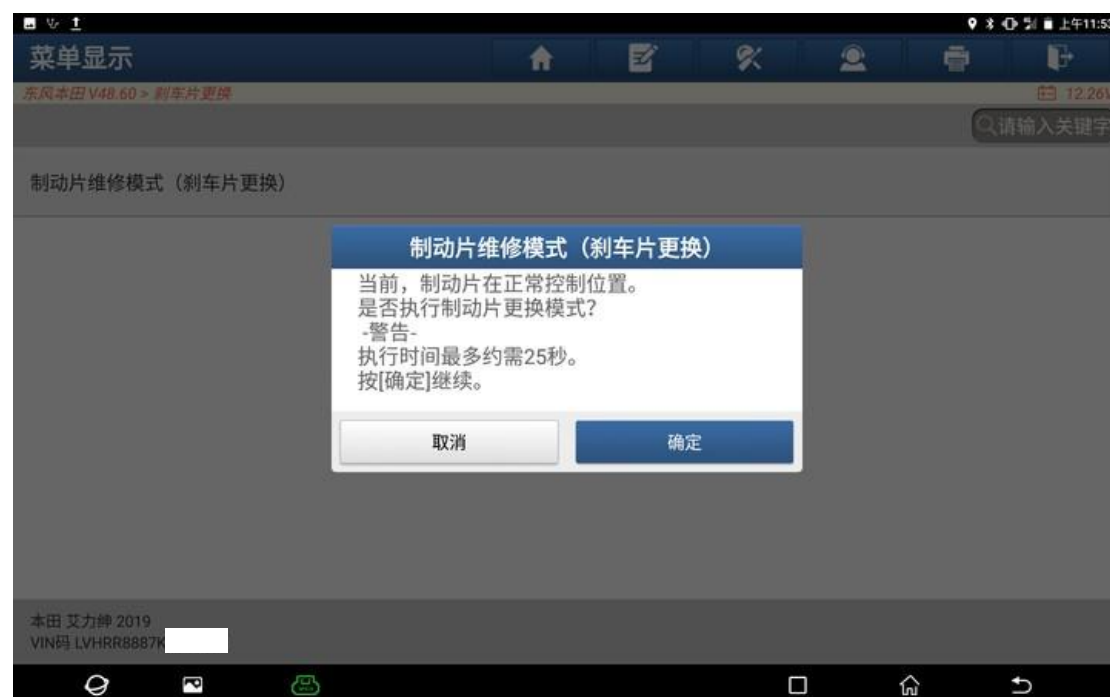 上午11:53
菜单显示
东风本田 V48.60 > 刹车片更换
12.26V
请输入关键字
制动片维修模式（刹车片更换）
制动片维修模式（刹车片更换）
当前，制动片在正常控制位置。
是否执行制动片更换模式？
-警告-
执行时间最多约需25秒。
按[确定]继续。
取消
确定
本田 艾力绅 2019
VIN码 LVHRR8887K